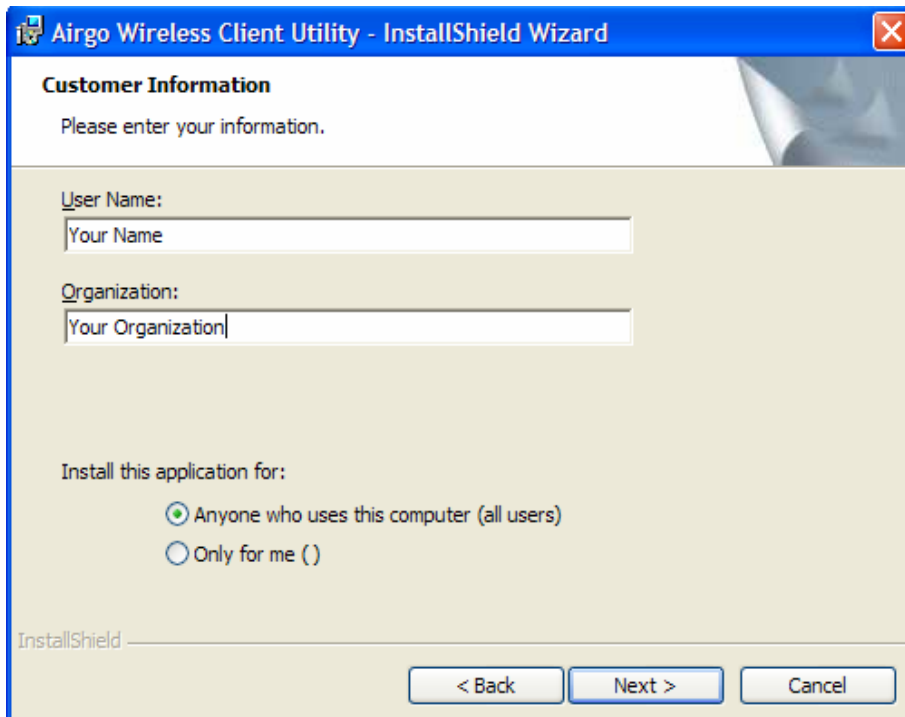 Airgo Wireless Client Utility - InstallShield Wizard
Customer Information
Please enter your information.
User Name:
Your Name
Organization:
Your Organization
Install this application for:
Anyone who uses this computer (all users)
Only for me ()
InstallShield
< Back Next > Cancel